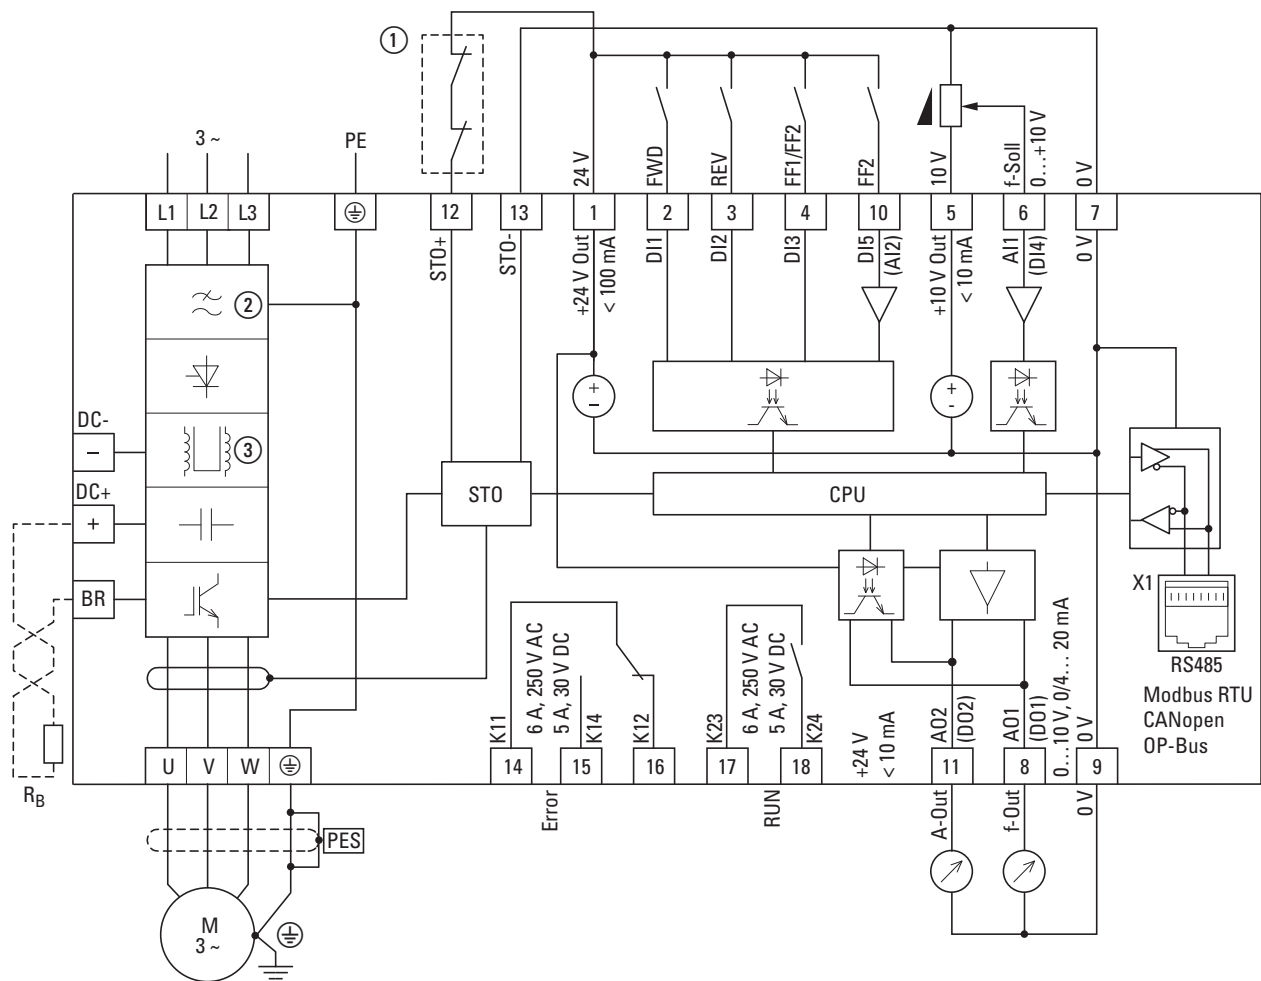 ①
3 ~
PE
24 V
FWD
REV
FF1/FF2
FF2
10 V
f-Soll
0…+10 V
0 V
L1
L2
L3
12
13
1
2
3
4
10
5
6
7
STO+
STO-
+24 V Out
< 100 mA
DI1
DI2
DI3
DI5
(AI2)
+10 V Out
< 10 mA
AI1
(DI4)
0 V
②
+
–
+
-
DC-
–
③
DC+
+
STO
CPU
BR
X1
RS485
Modbus RTU
CANopen
OP-Bus
K11
6 A, 250 V AC
5 A, 30 V DC
K14
K12
K23
6 A, 250 V AC
5 A, 30 V DC
K24
+24 V
< 10 mA
AO2
(DO2)
AO1
(DO1)
0…10 V, 0/4… 20 mA
0 V
U
V
W
14
15
16
17
18
11
8
9
RB
Error
RUN
A-Out
f-Out
0 V
PES
M
3 ~